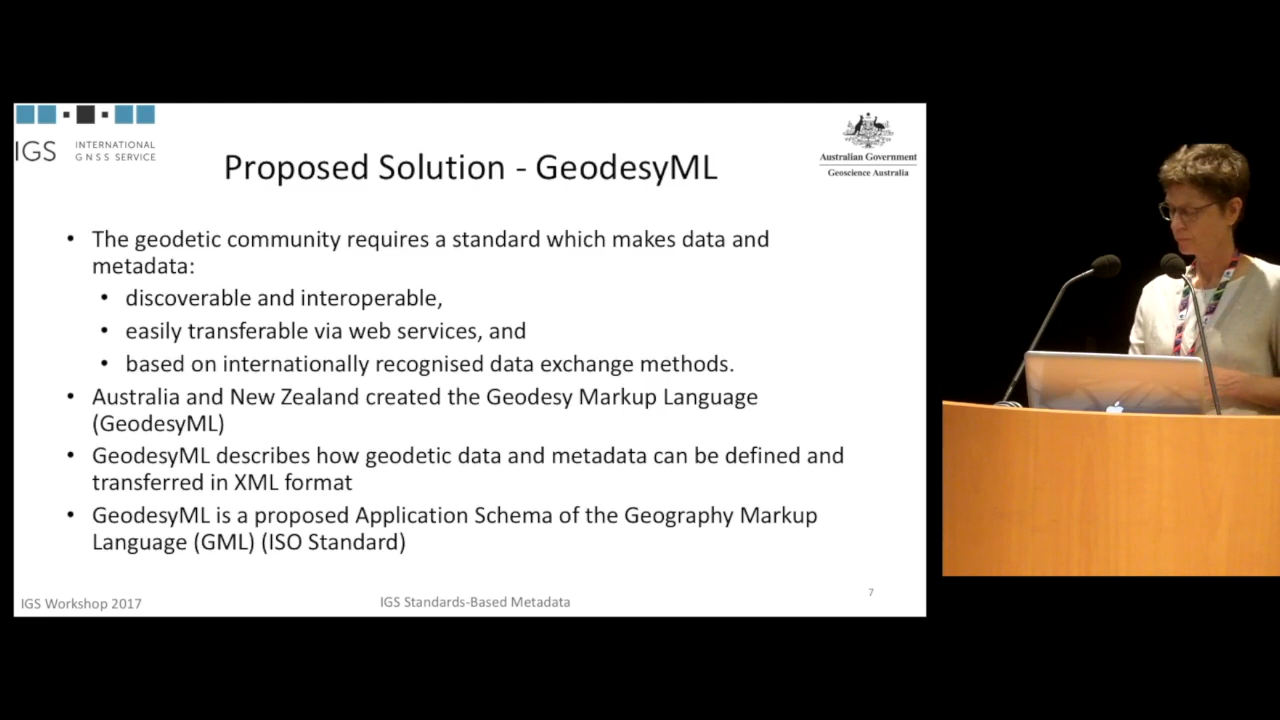 IGS
INTERNATIONAL
GNSS SERVICE
Australian Government
Geoscience Australia
Proposed Solution - GeodesyML
• The geodetic community requires a standard which makes data and
metadata:
• discoverable and interoperable,
• easily transferable via web services, and
• based on internationally recognised data exchange methods.
• Australia and New Zealand created the Geodesy Markup Language
(GeodesyML)
• GeodesyML describes how geodetic data and metadata can be defined and
transferred in XML format
• GeodesyML is a proposed Application Schema of the Geography Markup
Language (GML) (ISO Standard)
IGS Workshop 2017
IGS Standards-Based Metadata
7